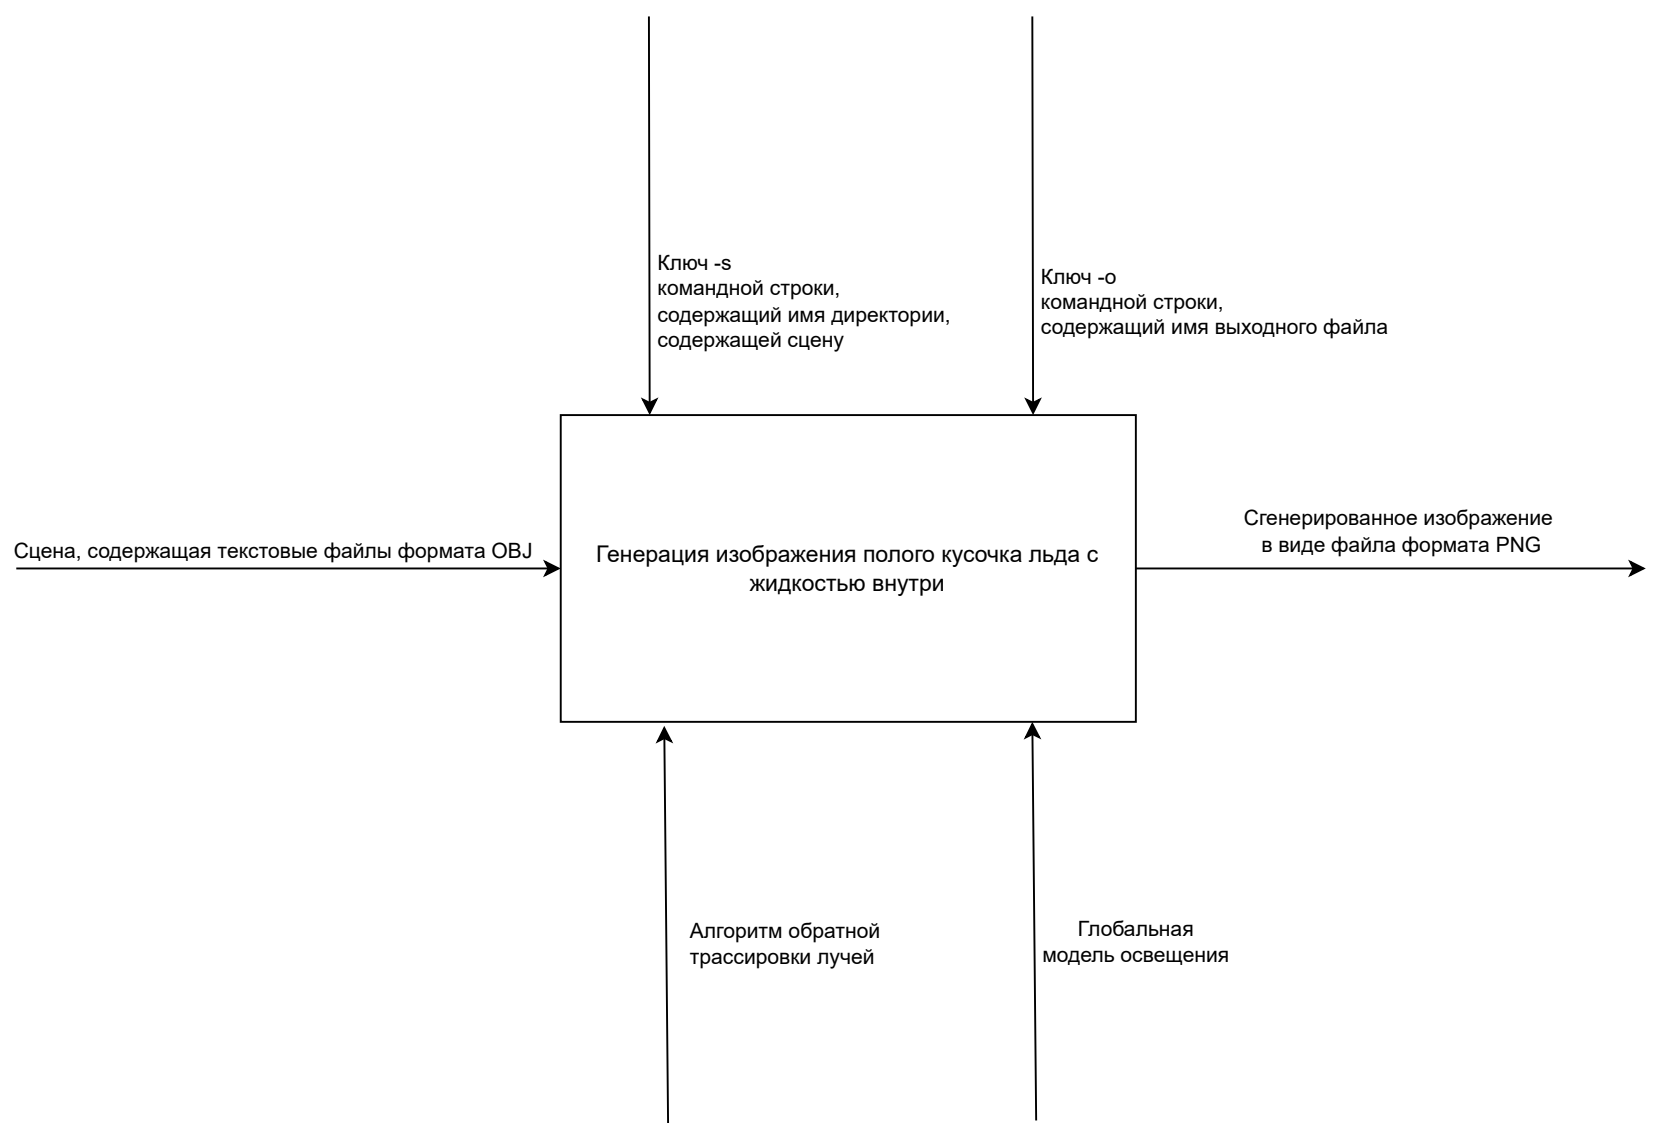 Ключ -s
командной строки,
содержащий имя директории,
содержащей сцену
Ключ -o
командной строки,
содержащий имя выходного файла
Сцена, содержащая текстовые файлы формата OBJ
Генерация изображения полого кусочка льда с
жидкостью внутри
Сгенерированное изображение
в виде файла формата PNG
Алгоритм обратной
трассировки лучей
Глобальная
модель освещения